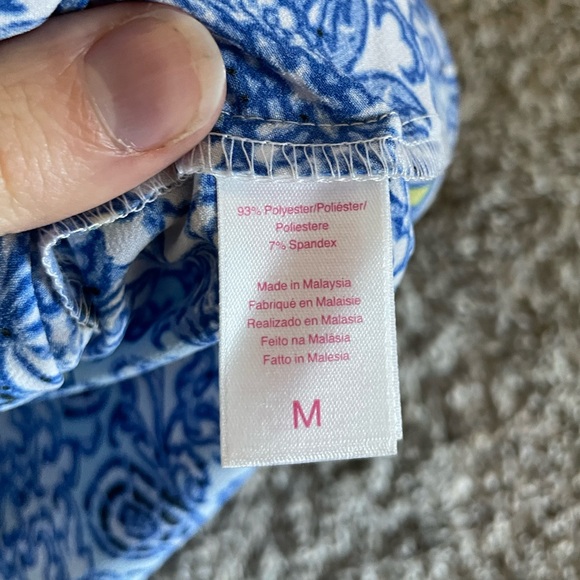 93% Polyester/Poliéster/
Poliestere
7% Spandex
Made in Malaysia
Fabriqué en Malaisie
Realizado en Malasia
Feito na Malásia
Fatto in Malesia
M